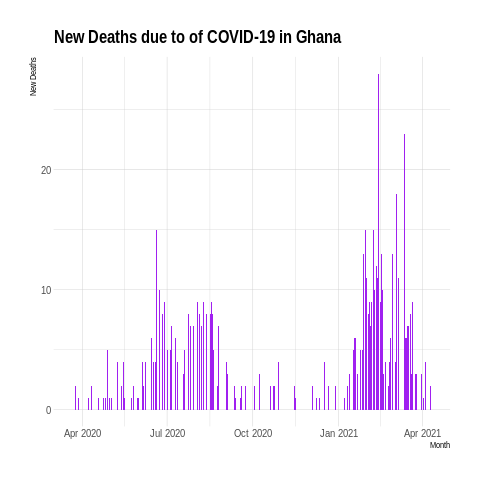 New Deaths due to of COVID-19 in Ghana
New Deaths
20
10
0
Apr 2020 Jul 2020 Oct 2020 Jan 2021 Apr 2021
Month